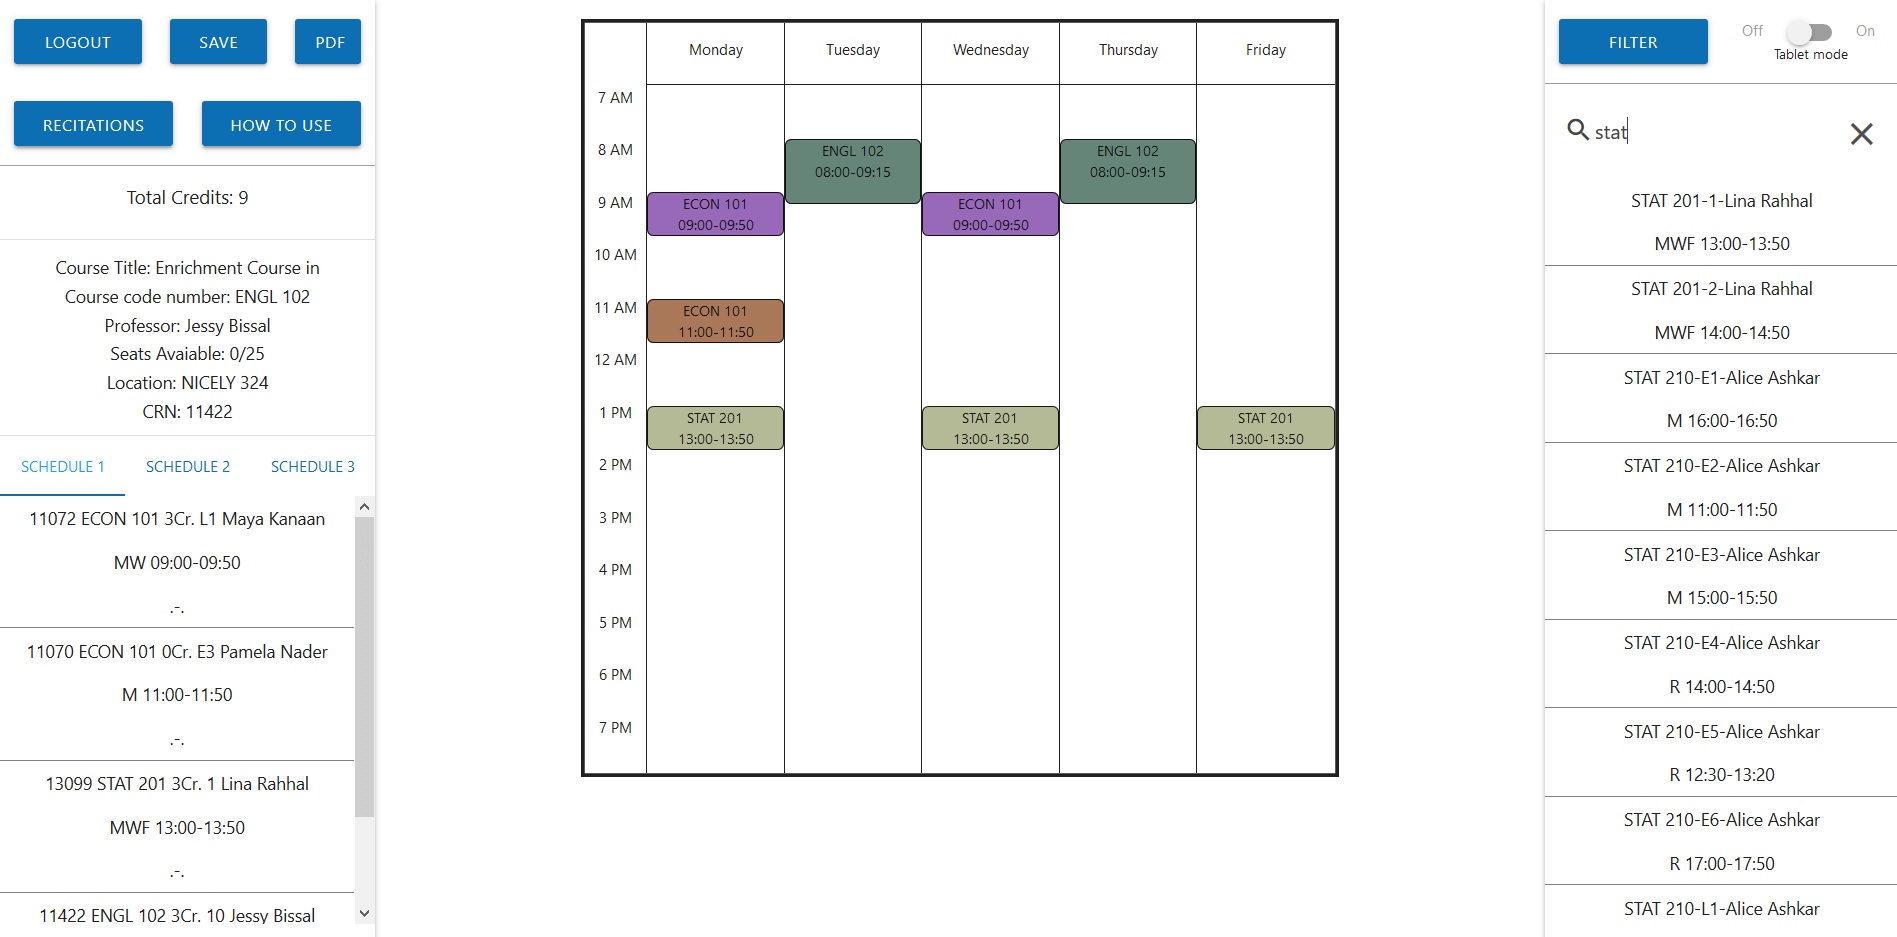 LOGOUT
SAVE
PDF
RECITATIONS
HOW TO USE
Total Credits: 9
Course Title: Enrichment Course in
Course code number: ENGL 102
Professor: Jessy Bissal
Seats Avaiable: 0/25
Location: NICELY 324
CRN: 11422
SCHEDULE 1
SCHEDULE 2
SCHEDULE 3
11072 ECON 101 3Cr. L1 Maya Kanaan
MW 09:00-09:50
.-.
11070 ECON 101 0Cr. E3 Pamela Nader
M 11:00-11:50
.-.
13099 STAT 201 3Cr. 1 Lina Rahhal
MWF 13:00-13:50
.-.
11422 ENGL 102 3Cr. 10 Jessy Bissal
Monday
Tuesday
Wednesday
Thursday
Friday
7 AM
8 AM
ENGL 102
08:00-09:15
ENGL 102
08:00-09:15
9 AM
ECON 101
09:00-09:50
ECON 101
09:00-09:50
10 AM
11 AM
ECON 101
11:00-11:50
12 AM
1 PM
STAT 201
13:00-13:50
STAT 201
13:00-13:50
STAT 201
13:00-13:50
2 PM
3 PM
4 PM
5 PM
6 PM
7 PM
FILTER
Off
On
Tablet mode
stat
STAT 201-1-Lina Rahhal
MWF 13:00-13:50
STAT 201-2-Lina Rahhal
MWF 14:00-14:50
STAT 210-E1-Alice Ashkar
M 16:00-16:50
STAT 210-E2-Alice Ashkar
M 11:00-11:50
STAT 210-E3-Alice Ashkar
M 15:00-15:50
STAT 210-E4-Alice Ashkar
R 14:00-14:50
STAT 210-E5-Alice Ashkar
R 12:30-13:20
STAT 210-E6-Alice Ashkar
R 17:00-17:50
STAT 210-L1-Alice Ashkar